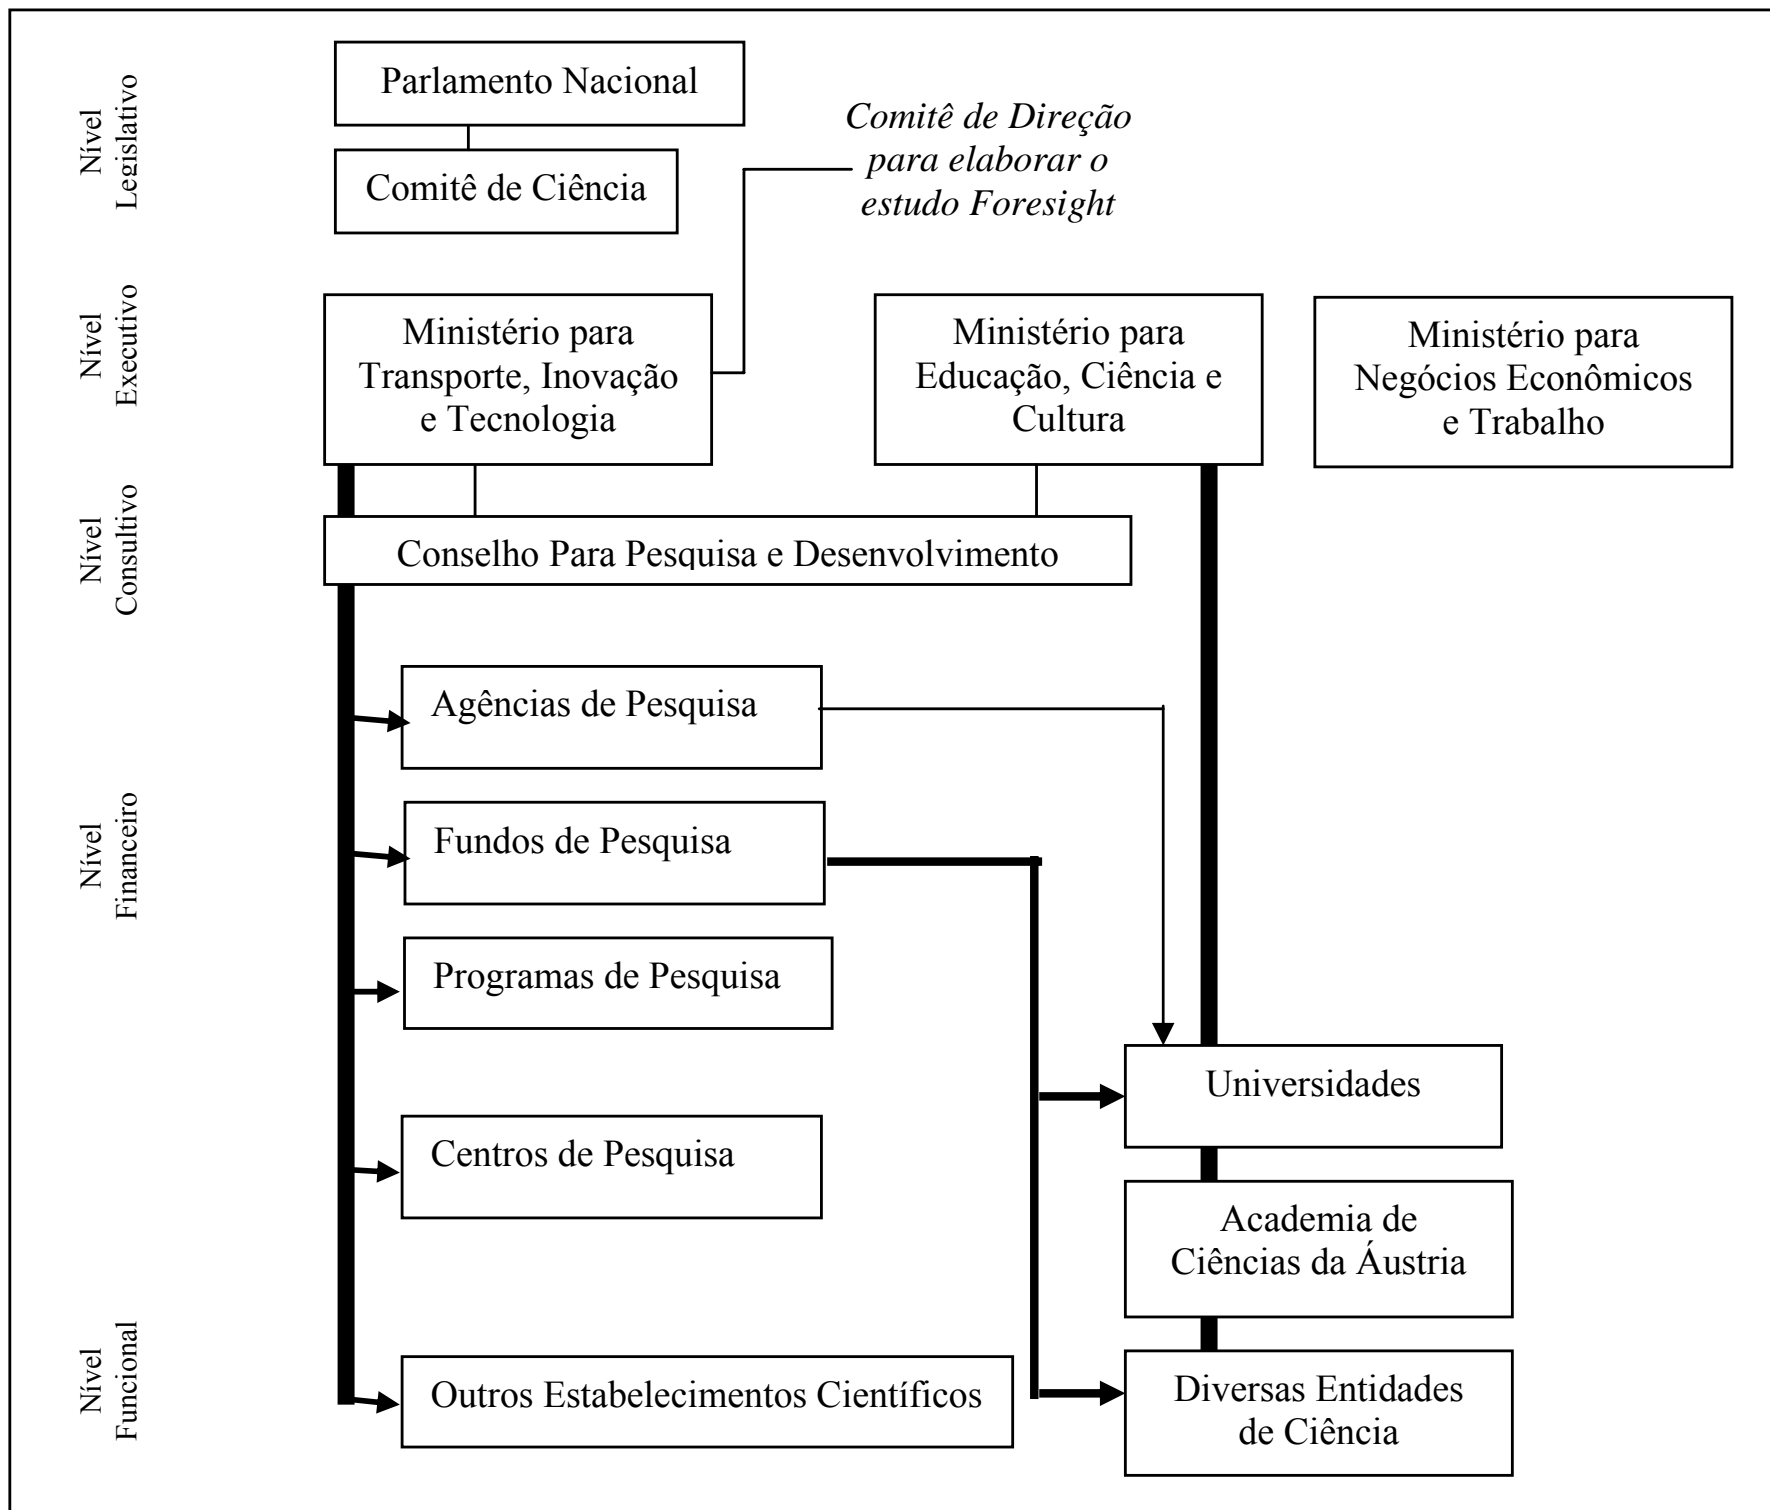 Nível
Legislativo
Parlamento Nacional
Comitê de Ciência
Comitê de Direção
para elaborar o
estudo Foresight
Nível
Executivo
Ministério para
Transporte, Inovação
e Tecnologia
Ministério para
Educação, Ciência e
Cultura
Ministério para
Negócios Econômicos
e Trabalho
Nível
Consultivo
Conselho Para Pesquisa e Desenvolvimento
Nível
Financeiro
Agências de Pesquisa
Fundos de Pesquisa
Programas de Pesquisa
Centros de Pesquisa
Universidades
Academia de
Ciências da Áustria
Nível
Funcional
Outros Estabelecimentos Científicos
Diversas Entidades
de Ciência